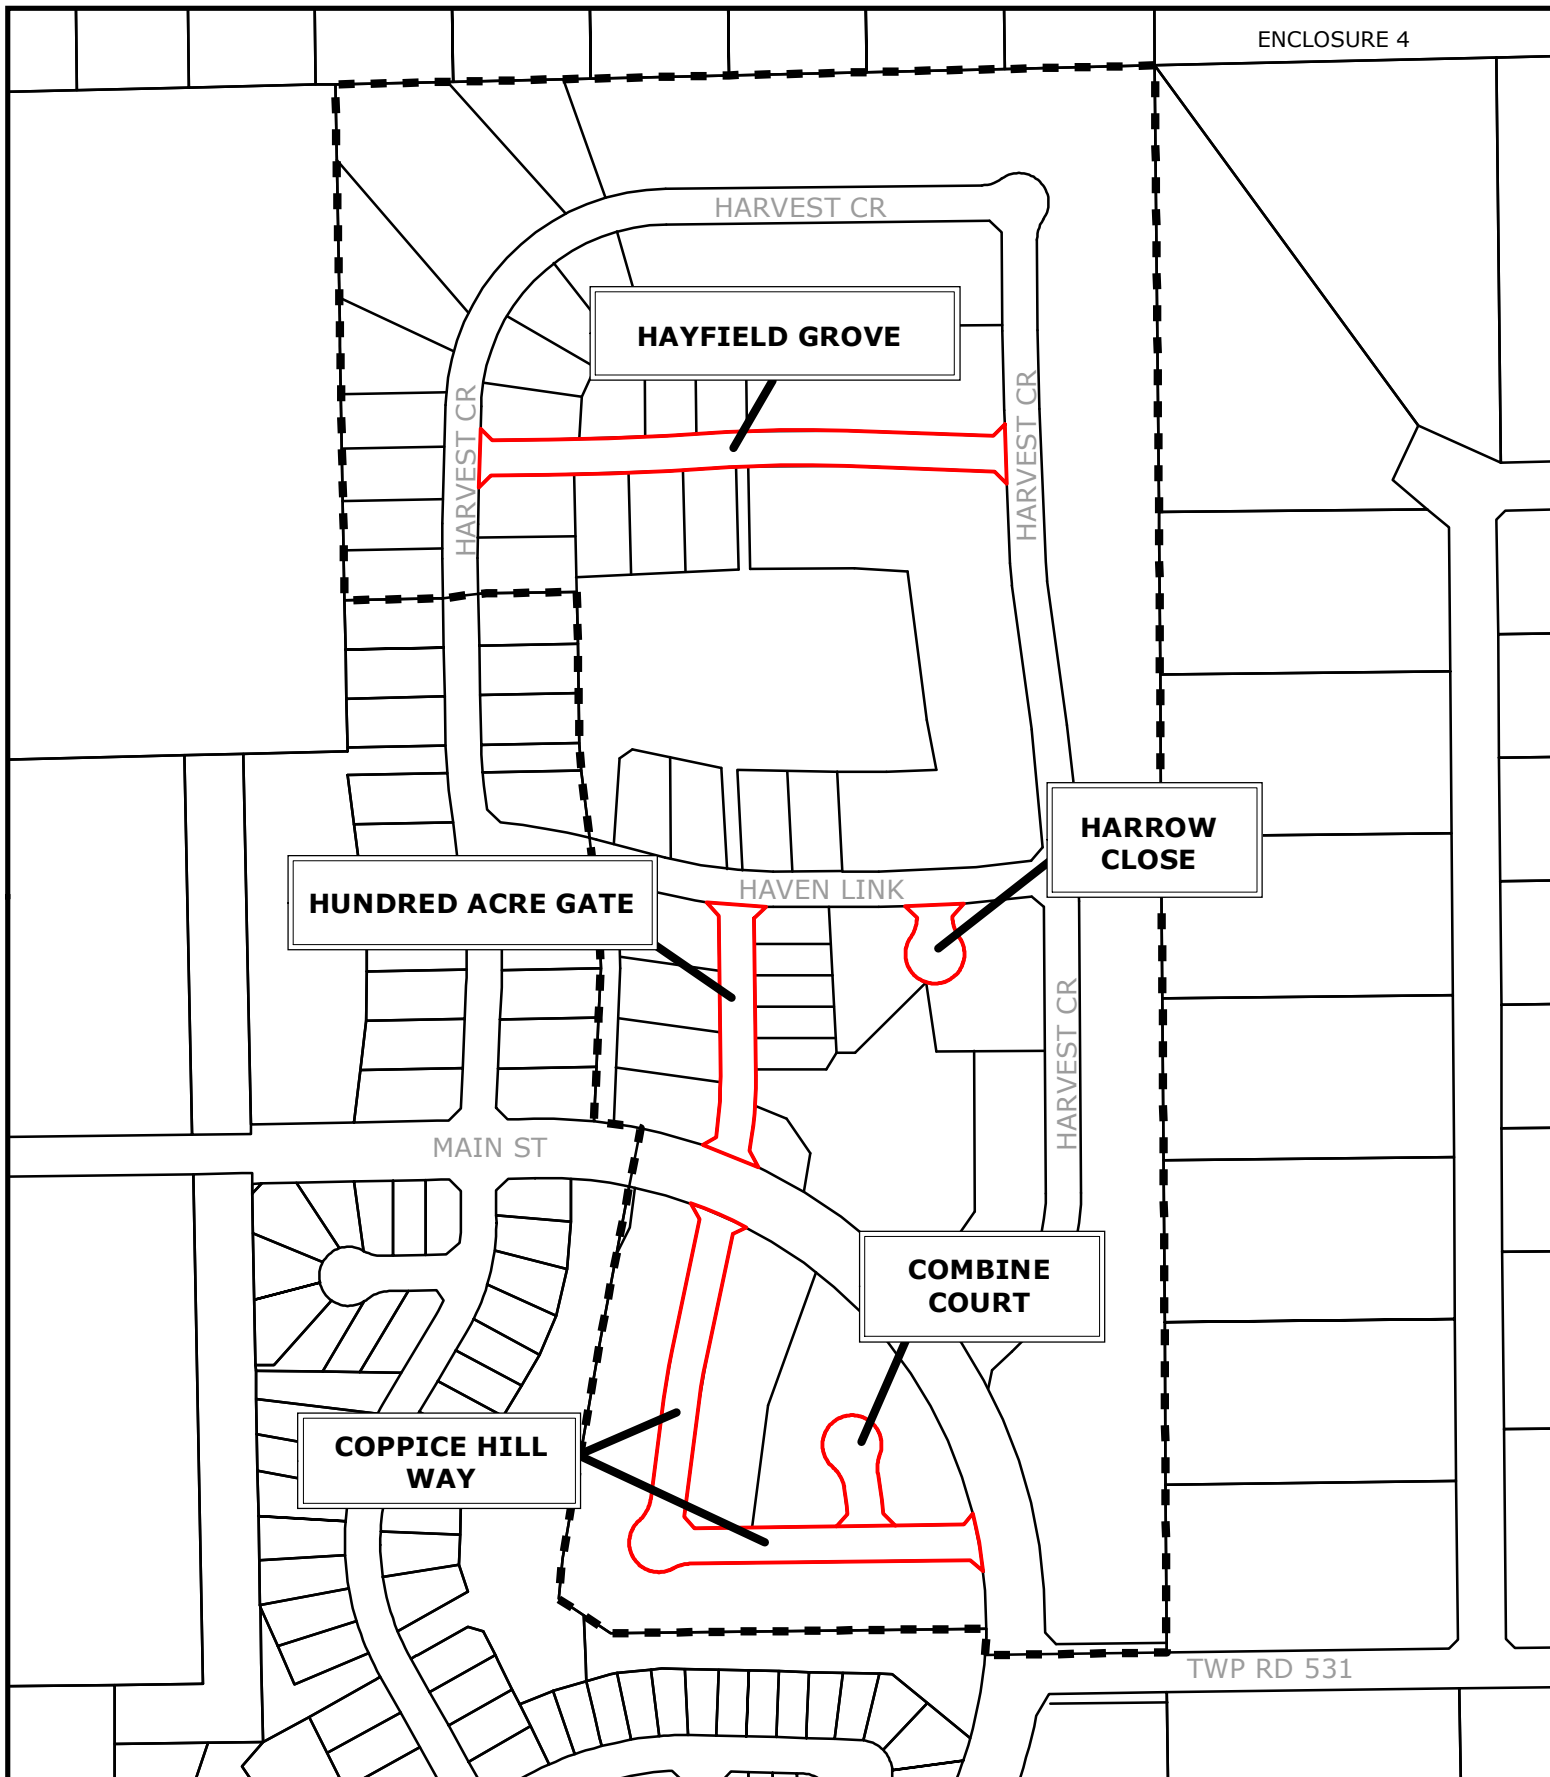 ENCLOSURE 4
HARVEST CR
HAYFIELD GROVE
HARVEST CR
HARVEST CR
HARROW
CLOSE
HAVEN LINK
HUNDRED ACRE GATE
HARVEST CR
MAIN ST
COMBINE
COURT
COPPICE HILL
WAY
TWP RD 531